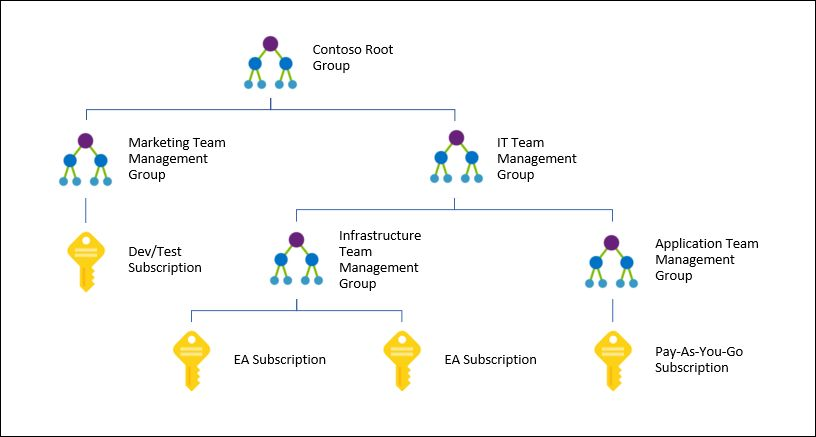 Contoso Root
Group
Marketing Team
Management
Group
IT Team
Management
Group
Dev/Test
Subscription
Infrastructure
Team
Management
Group
Application Team
Management
Group
EA Subscription
EA Subscription
Pay-As-You-Go
Subscription